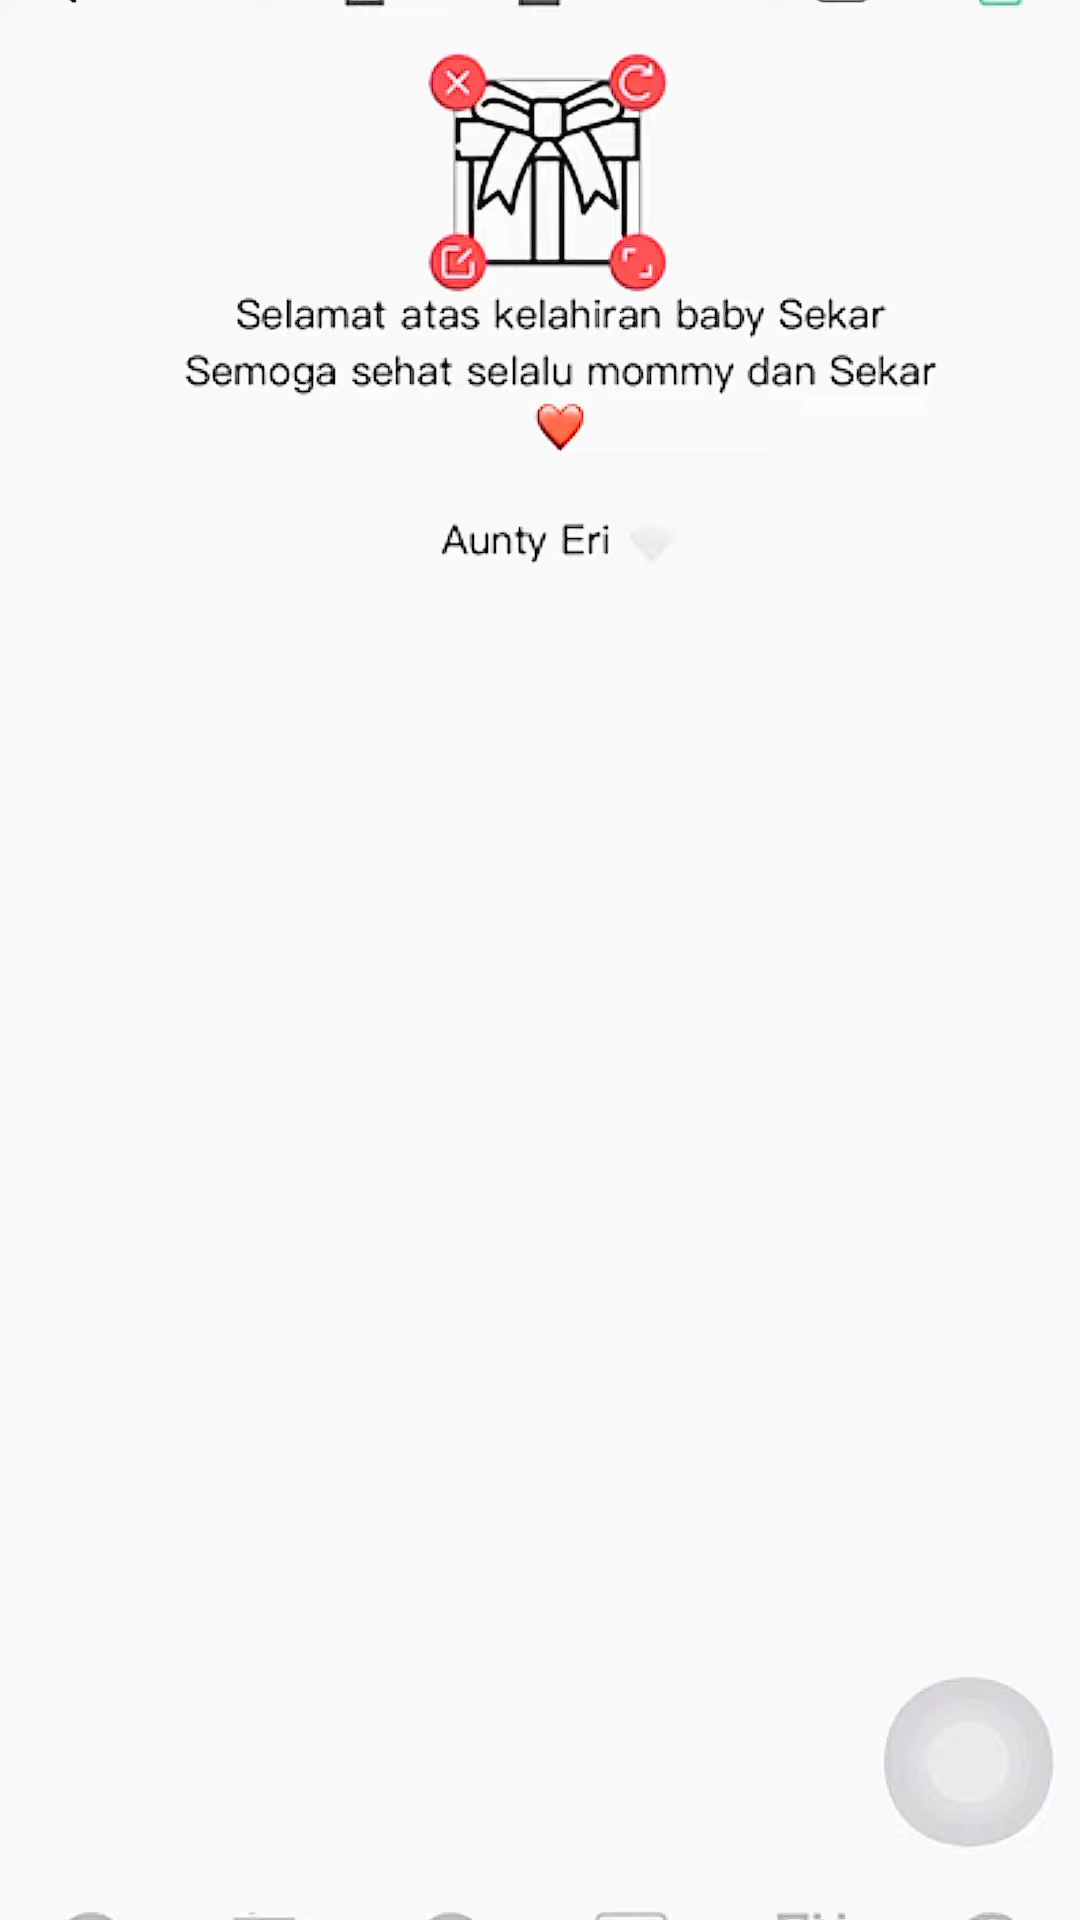 Selamat atas kelahiran baby Sekar
Semoga sehat selalu mommy dan Sekar
❤️
Aunty Eri 🤍